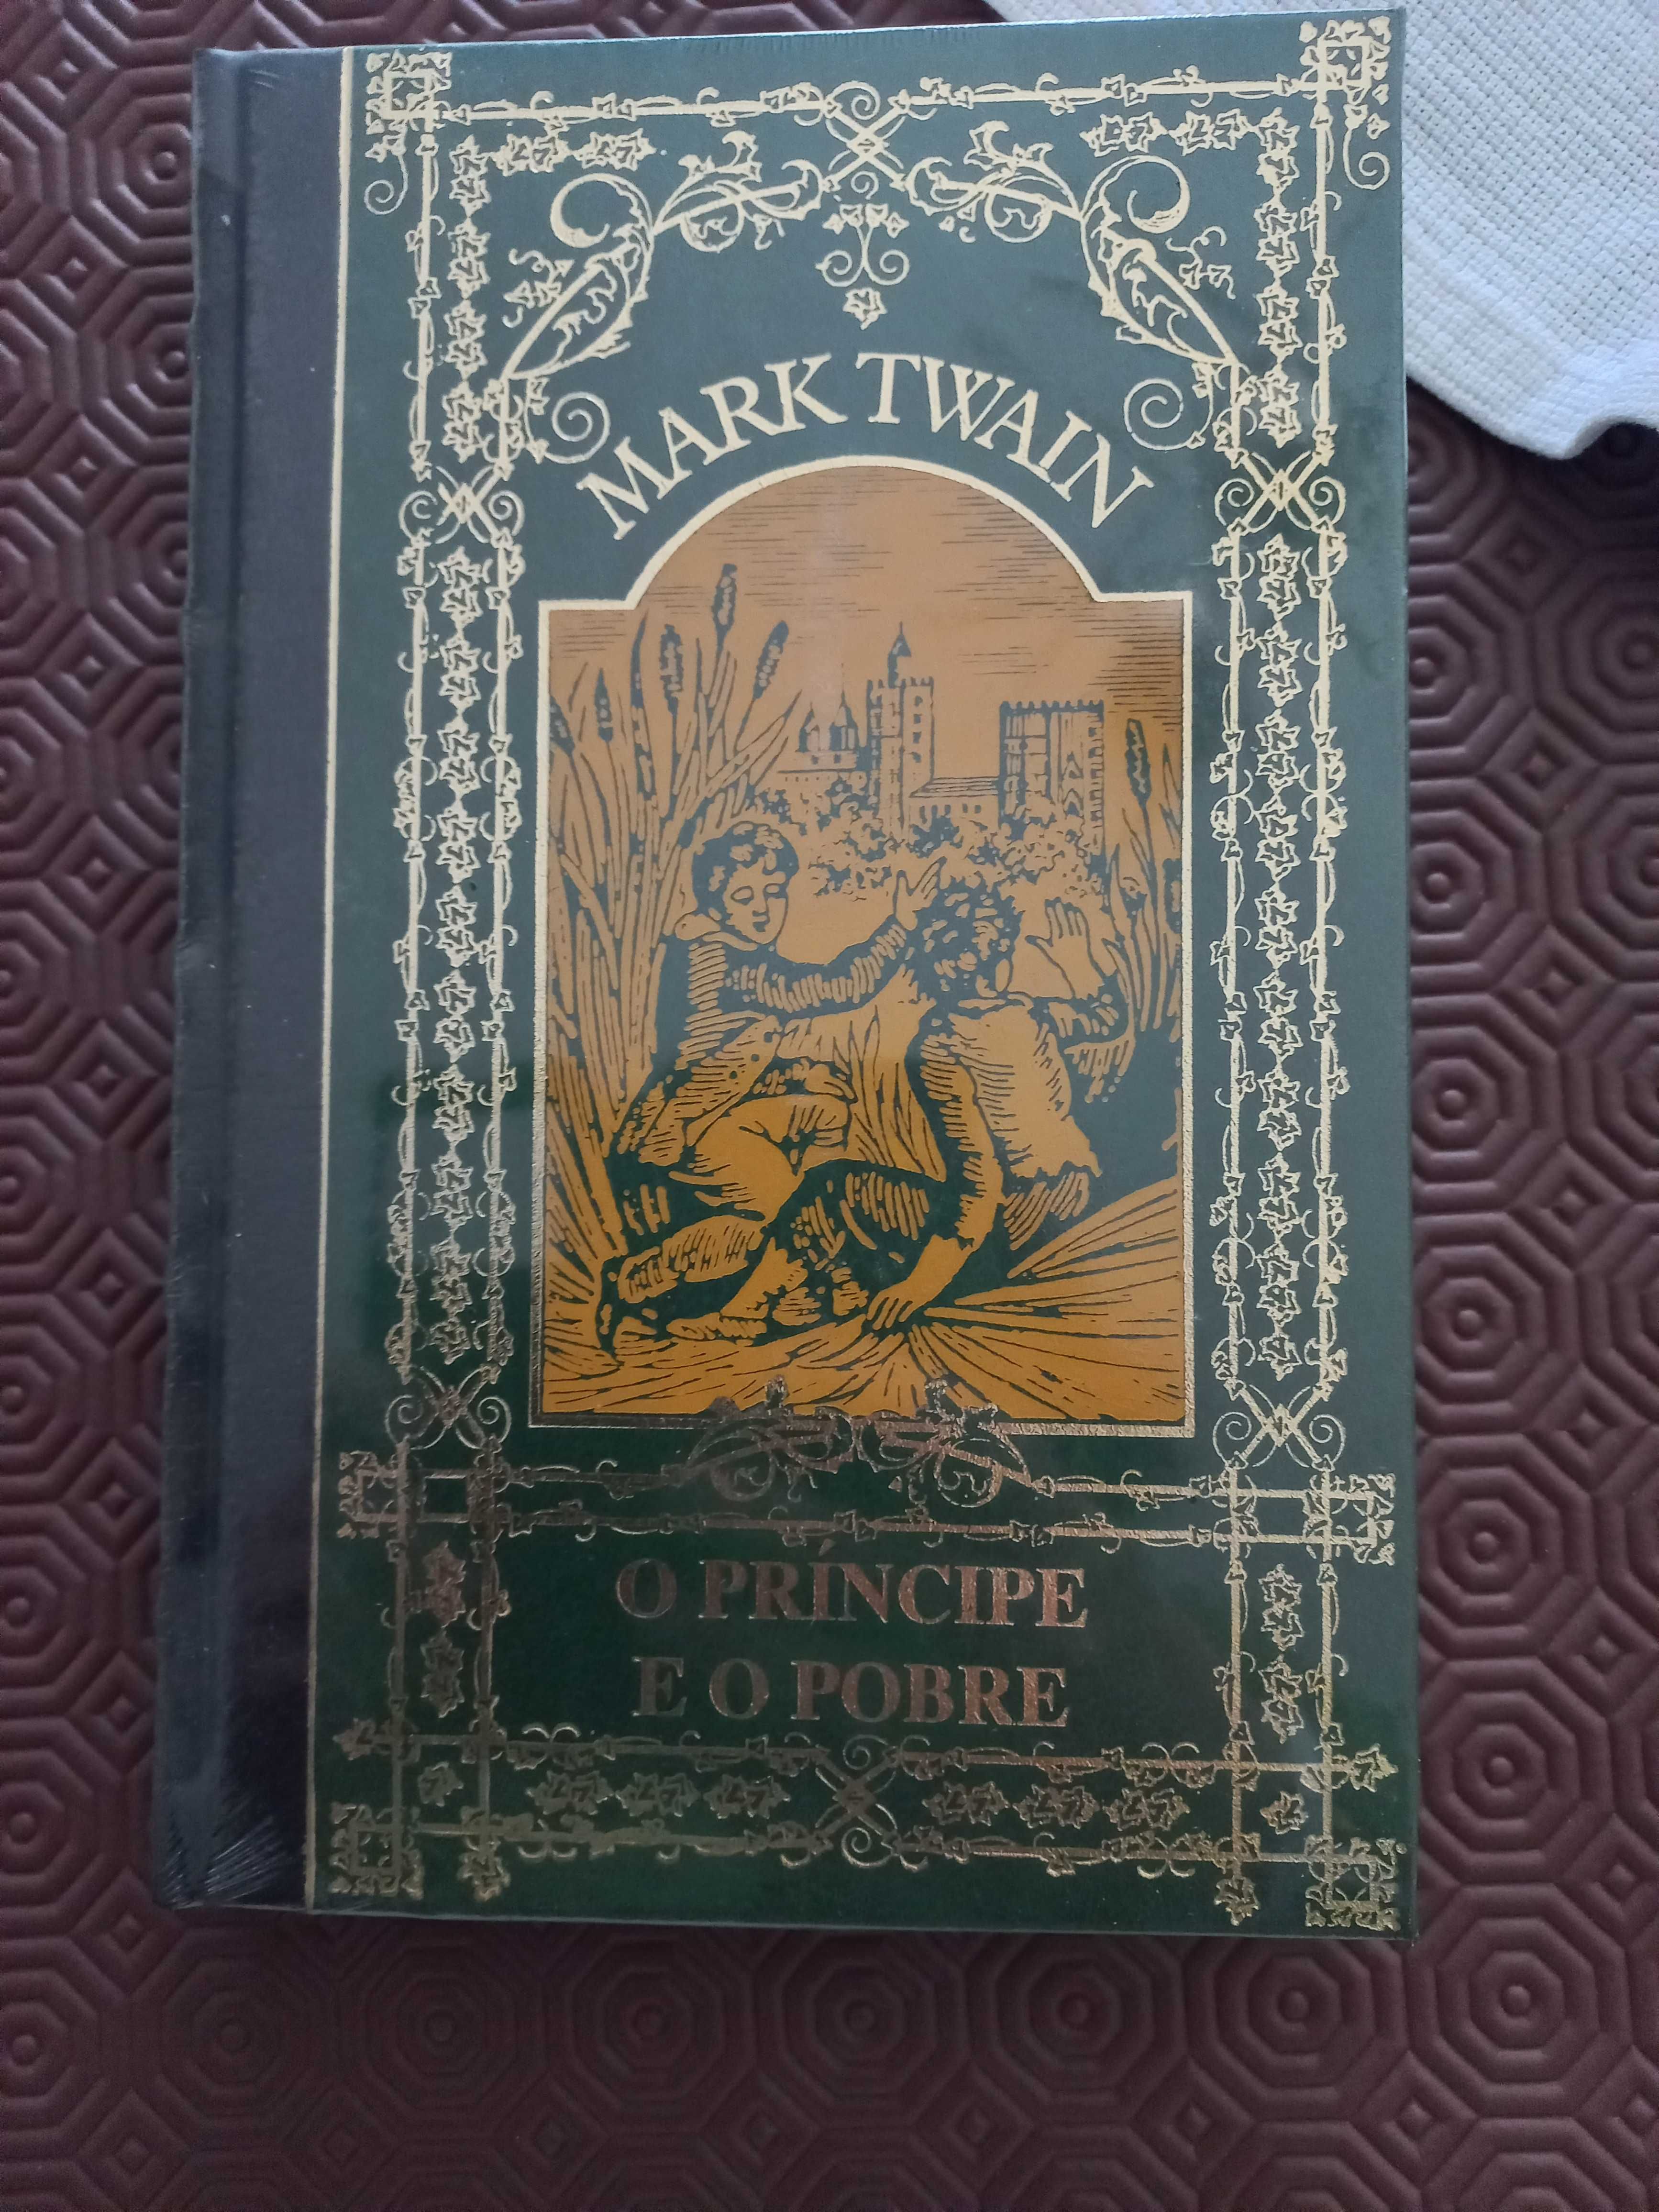 MARK TWAIN
O PRÍNCIPE
E O POBRE